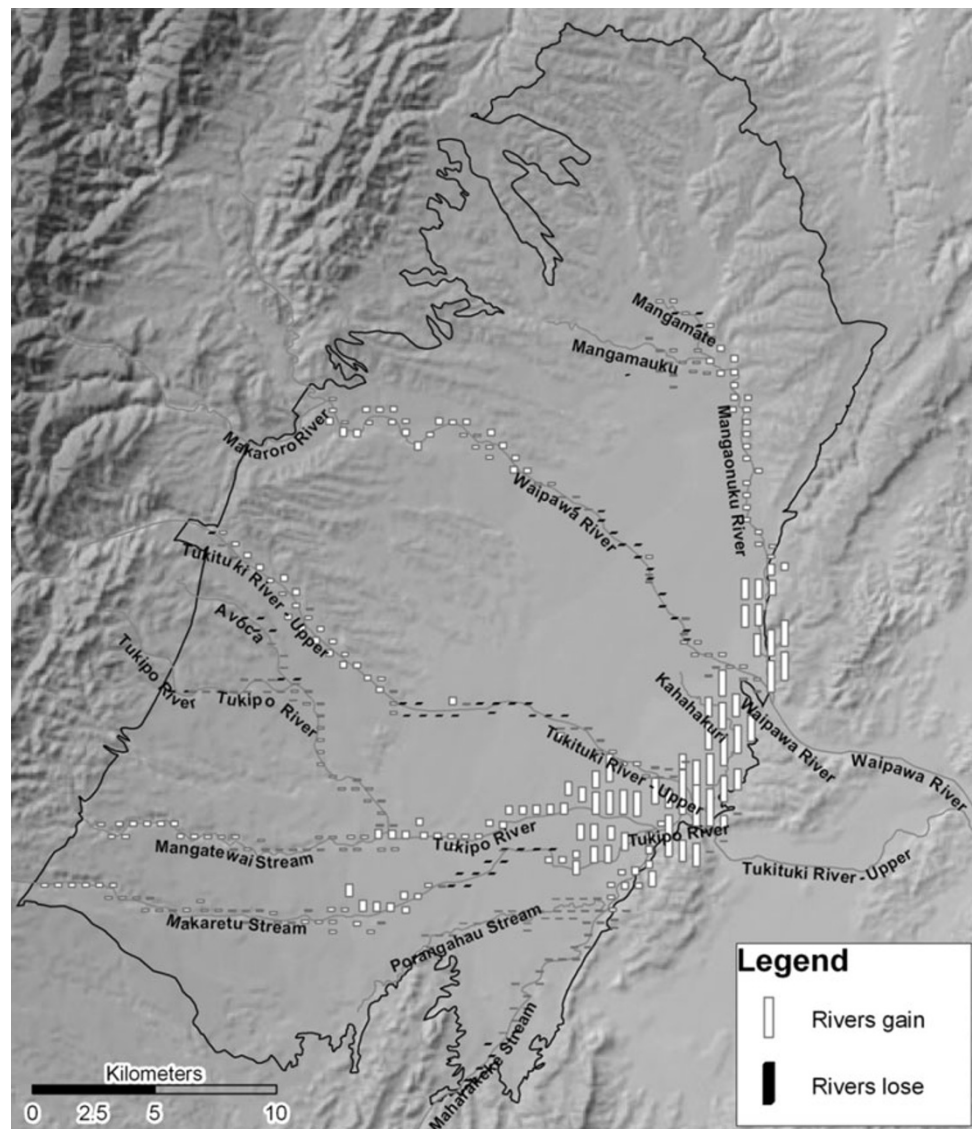 Mangamate
Mangamauku
Makaroro River
Mangaonuku River
Waipawa River
Tukituki River - Upper
Avoca
Tukipo River
Tukipo River
Kahahakuri
Waipawa River
Waipawa River
Tukituki River - Upper
Tukipo River
Tukipo River
Mangatewai Stream
Tukituki River - Upper
Makaretu Stream
Porangahau Stream
Maharakeke Stream
Legend
Rivers gain
Rivers lose
Kilometers
0 2.5 5 10